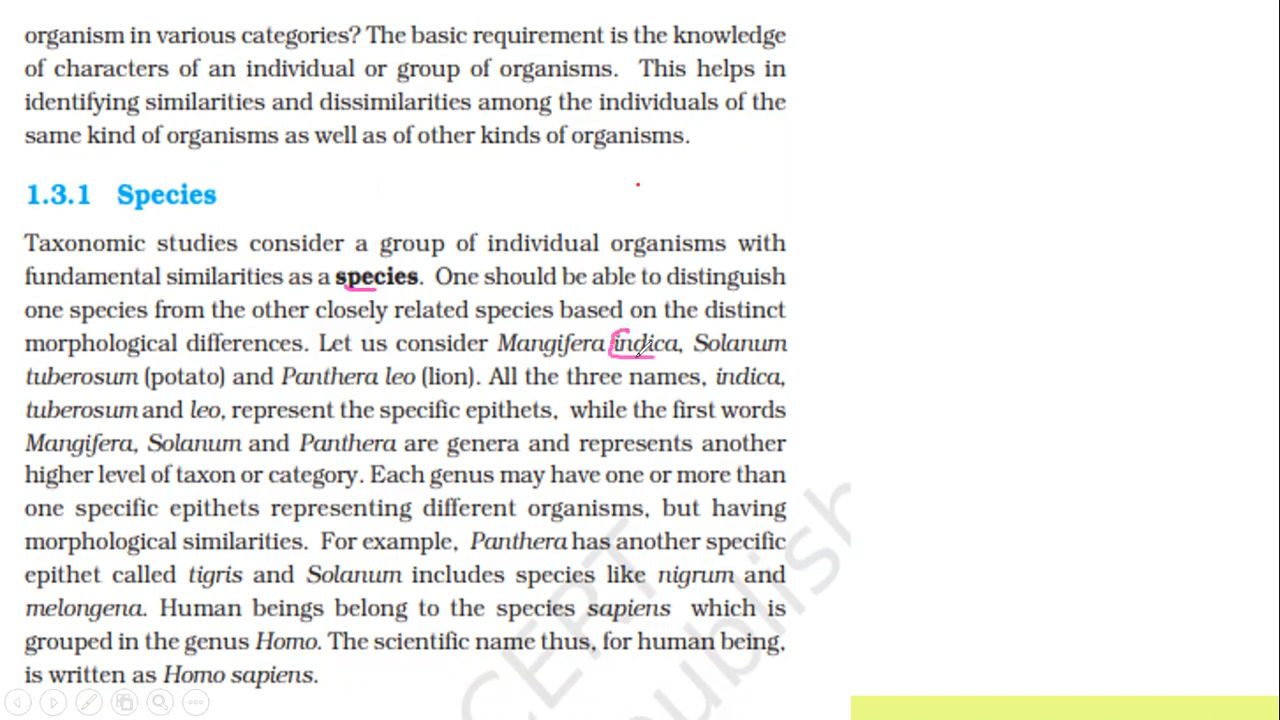 organism in various categories? The basic requirement is the knowledge
of characters of an individual or group of organisms. This helps in
identifying similarities and dissimilarities among the individuals of the
same kind of organisms as well as of other kinds of organisms.
1.3.1 Species
Taxonomic studies consider a group of individual organisms with
fundamental similarities as a species. One should be able to distinguish
one species from the other closely related species based on the distinct
morphological differences. Let us consider Mangifera indica, Solanum
tuberosum (potato) and Panthera leo (lion). All the three names, indica,
tuberosum and leo, represent the specific epithets, while the first words
Mangifera, Solanum and Panthera are genera and represents another
higher level of taxon or category. Each genus may have one or more than
one specific epithets representing different organisms, but having
morphological similarities. For example, Panthera has another specific
epithet called tigris and Solanum includes species like nigrum and
melongena. Human beings belong to the species sapiens which is
grouped in the genus Homo. The scientific name thus, for human being,
is written as Homo sapiens.